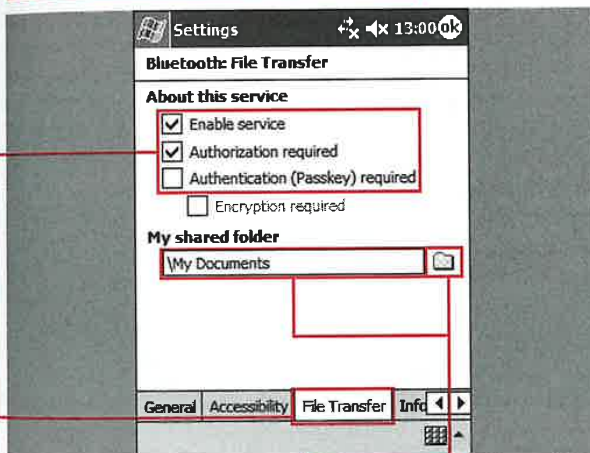 Settings 13:00 ok
Bluetooth: File Transfer
About this service
Enable service
Authorization required
Authentication (Passkey) required
Encryption required
My shared folder
\My Documents
General Accessibility File Transfer Info